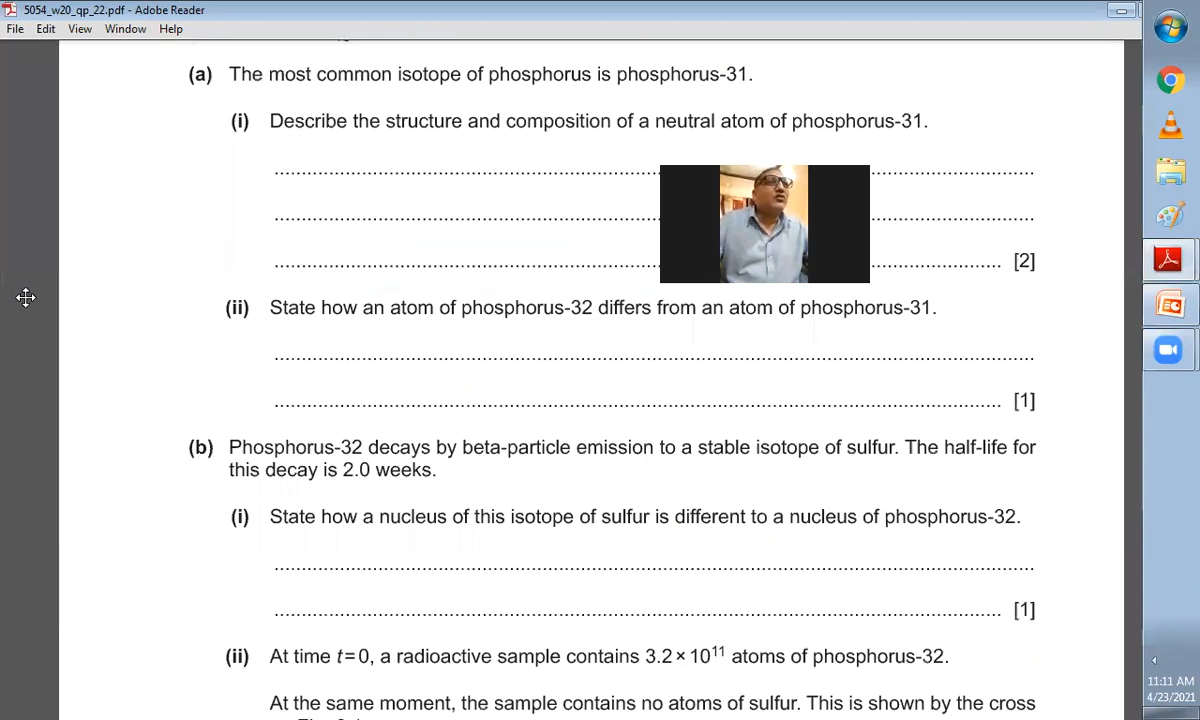 5054_w20_qp_22.pdf - Adobe Reader
File Edit View Window Help
(a) The most common isotope of phosphorus is phosphorus-31.
(i) Describe the structure and composition of a neutral atom of phosphorus-31.
[2]
(ii) State how an atom of phosphorus-32 differs from an atom of phosphorus-31.
[1]
(b) Phosphorus-32 decays by beta-particle emission to a stable isotope of sulfur. The half-life for
this decay is 2.0 weeks.
(i) State how a nucleus of this isotope of sulfur is different to a nucleus of phosphorus-32.
[1]
(ii) At time t = 0, a radioactive sample contains 3.2 × 10¹¹ atoms of phosphorus-32.
At the same moment, the sample contains no atoms of sulfur. This is shown by the cross
11:11 AM
4/23/2021